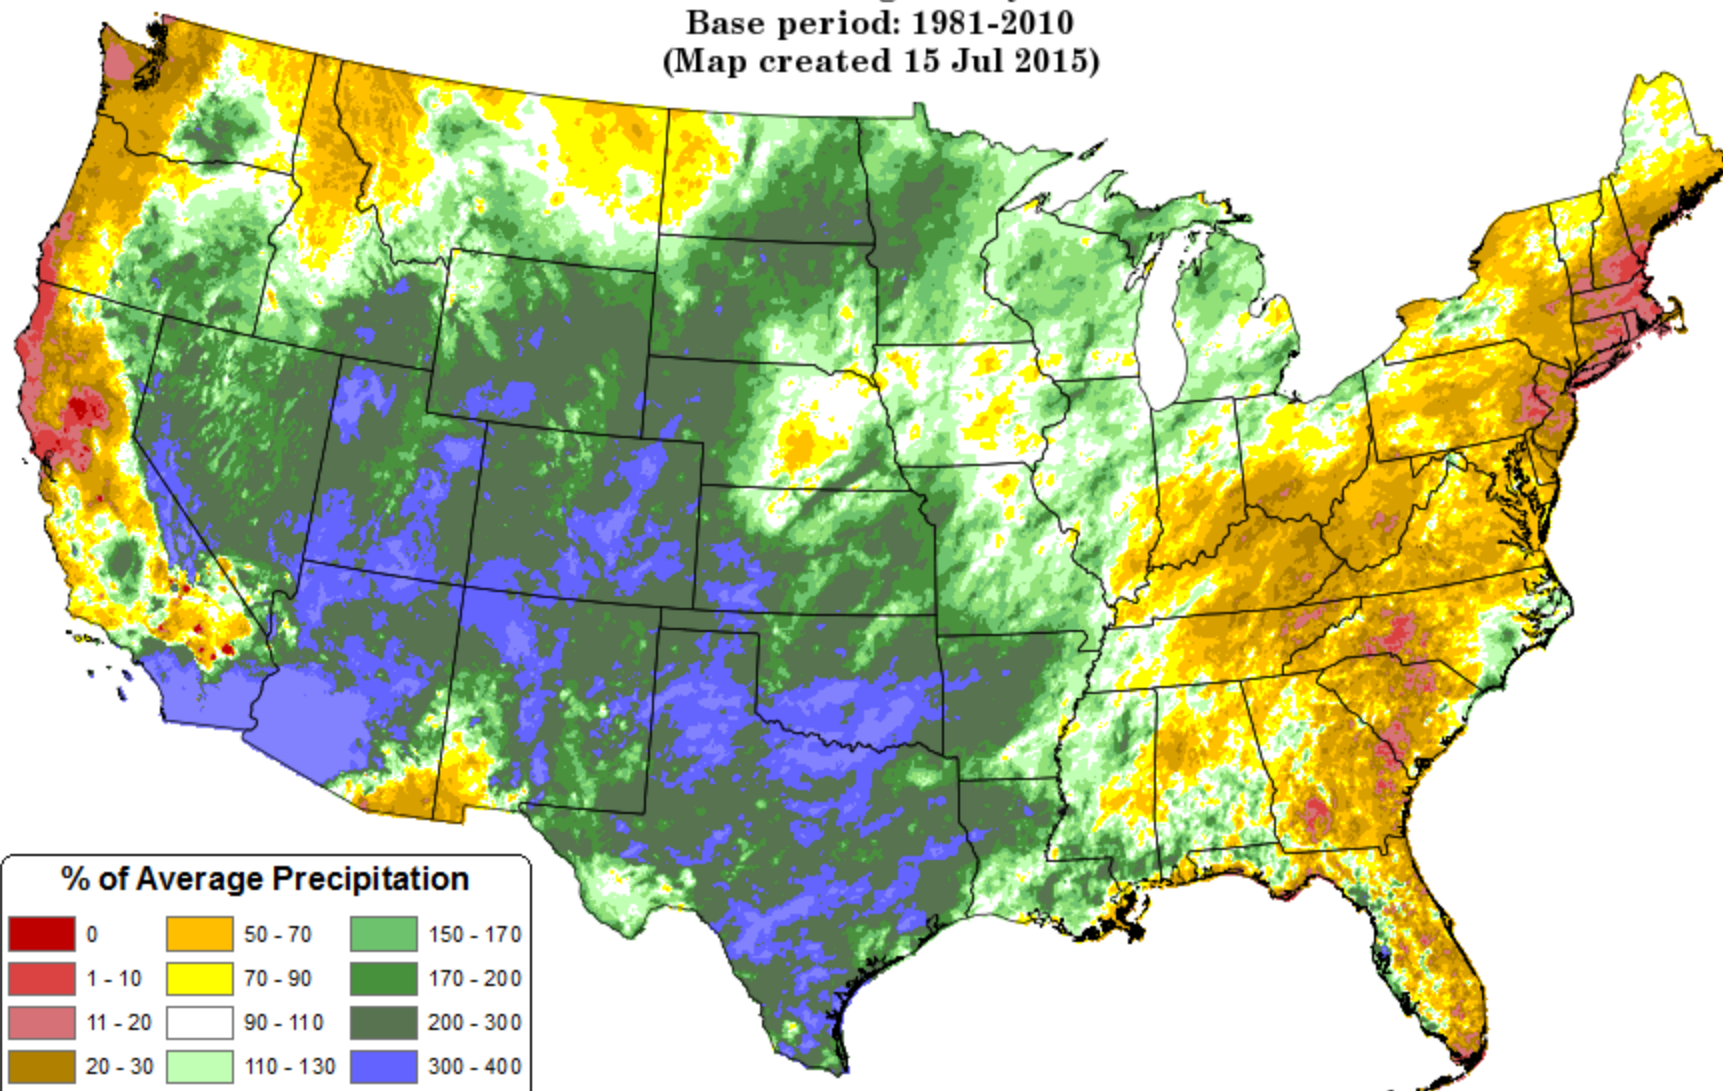 Base period: 1981-2010
(Map created 15 Jul 2015)
% of Average Precipitation
0
50 - 70
150 - 170
1 - 10
70 - 90
170 - 200
11 - 20
90 - 110
200 - 300
20 - 30
110 - 130
300 - 400